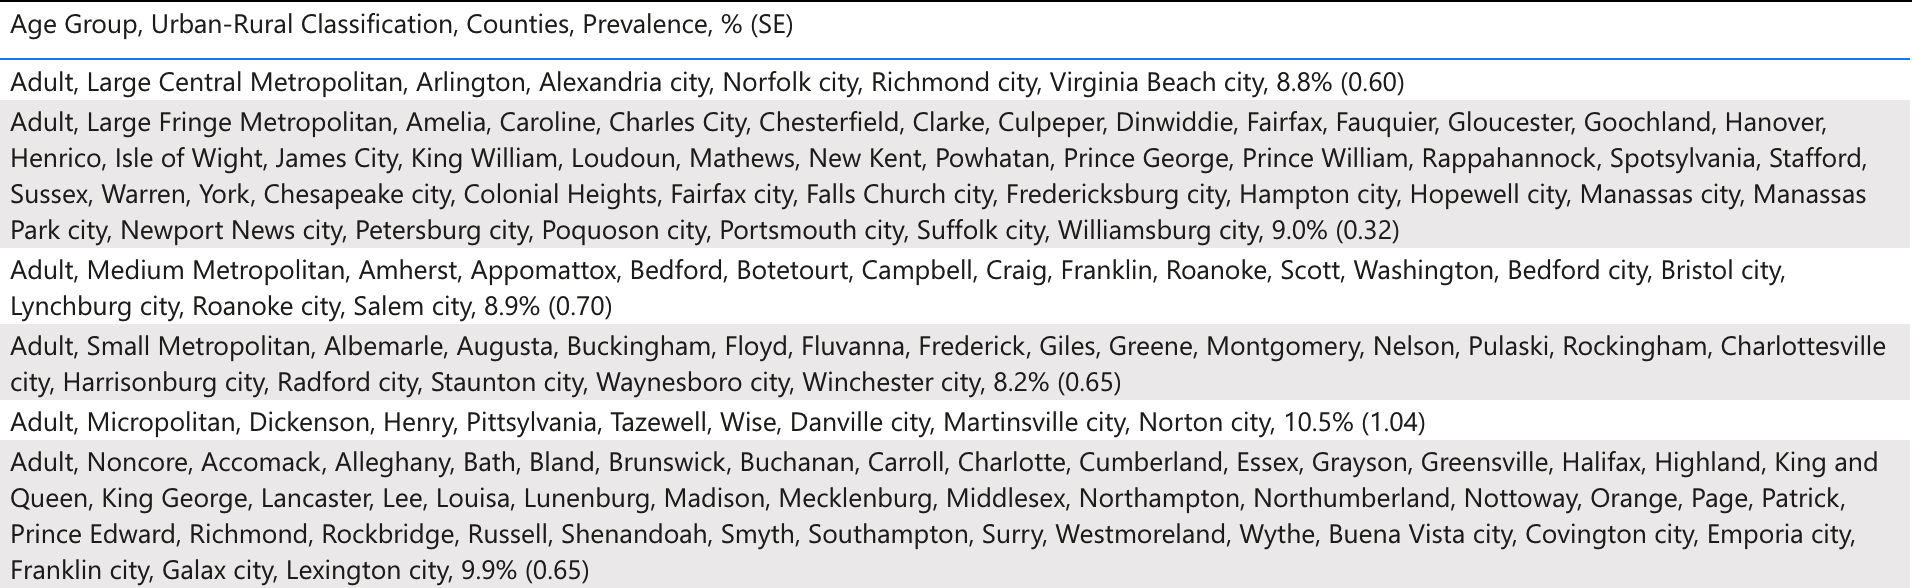 Age Group, Urban-Rural Classification, Counties, Prevalence, % (SE)
Adult, Large Central Metropolitan, Arlington, Alexandria city, Norfolk city, Richmond city, Virginia Beach city, 8.8% (0.60)
Adult, Large Fringe Metropolitan, Amelia, Caroline, Charles City, Chesterfield, Clarke, Culpeper, Dinwiddie, Fairfax, Fauquier, Gloucester, Goochland, Hanover,
Henrico, Isle of Wight, James City, King William, Loudoun, Mathews, New Kent, Powhatan, Prince George, Prince William, Rappahannock, Spotsylvania, Stafford,
Sussex, Warren, York, Chesapeake city, Colonial Heights, Fairfax city, Falls Church city, Fredericksburg city, Hampton city, Hopewell city, Manassas city, Manassas
Park city, Newport News city, Petersburg city, Poquoson city, Portsmouth city, Suffolk city, Williamsburg city, 9.0% (0.32)
Adult, Medium Metropolitan, Amherst, Appomattox, Bedford, Botetourt, Campbell, Craig, Franklin, Roanoke, Scott, Washington, Bedford city, Bristol city,
Lynchburg city, Roanoke city, Salem city, 8.9% (0.70)
Adult, Small Metropolitan, Albemarle, Augusta, Buckingham, Floyd, Fluvanna, Frederick, Giles, Greene, Montgomery, Nelson, Pulaski, Rockingham, Charlottesville
city, Harrisonburg city, Radford city, Staunton city, Waynesboro city, Winchester city, 8.2% (0.65)
Adult, Micropolitan, Dickenson, Henry, Pittsylvania, Tazewell, Wise, Danville city, Martinsville city, Norton city, 10.5% (1.04)
Adult, Noncore, Accomack, Alleghany, Bath, Bland, Brunswick, Buchanan, Carroll, Charlotte, Cumberland, Essex, Grayson, Greensville, Halifax, Highland, King and
Queen, King George, Lancaster, Lee, Louisa, Lunenburg, Madison, Mecklenburg, Middlesex, Northampton, Northumberland, Nottoway, Orange, Page, Patrick,
Prince Edward, Richmond, Rockbridge, Russell, Shenandoah, Smyth, Southampton, Surry, Westmoreland, Wythe, Buena Vista city, Covington city, Emporia city,
Franklin city, Galax city, Lexington city, 9.9% (0.65)